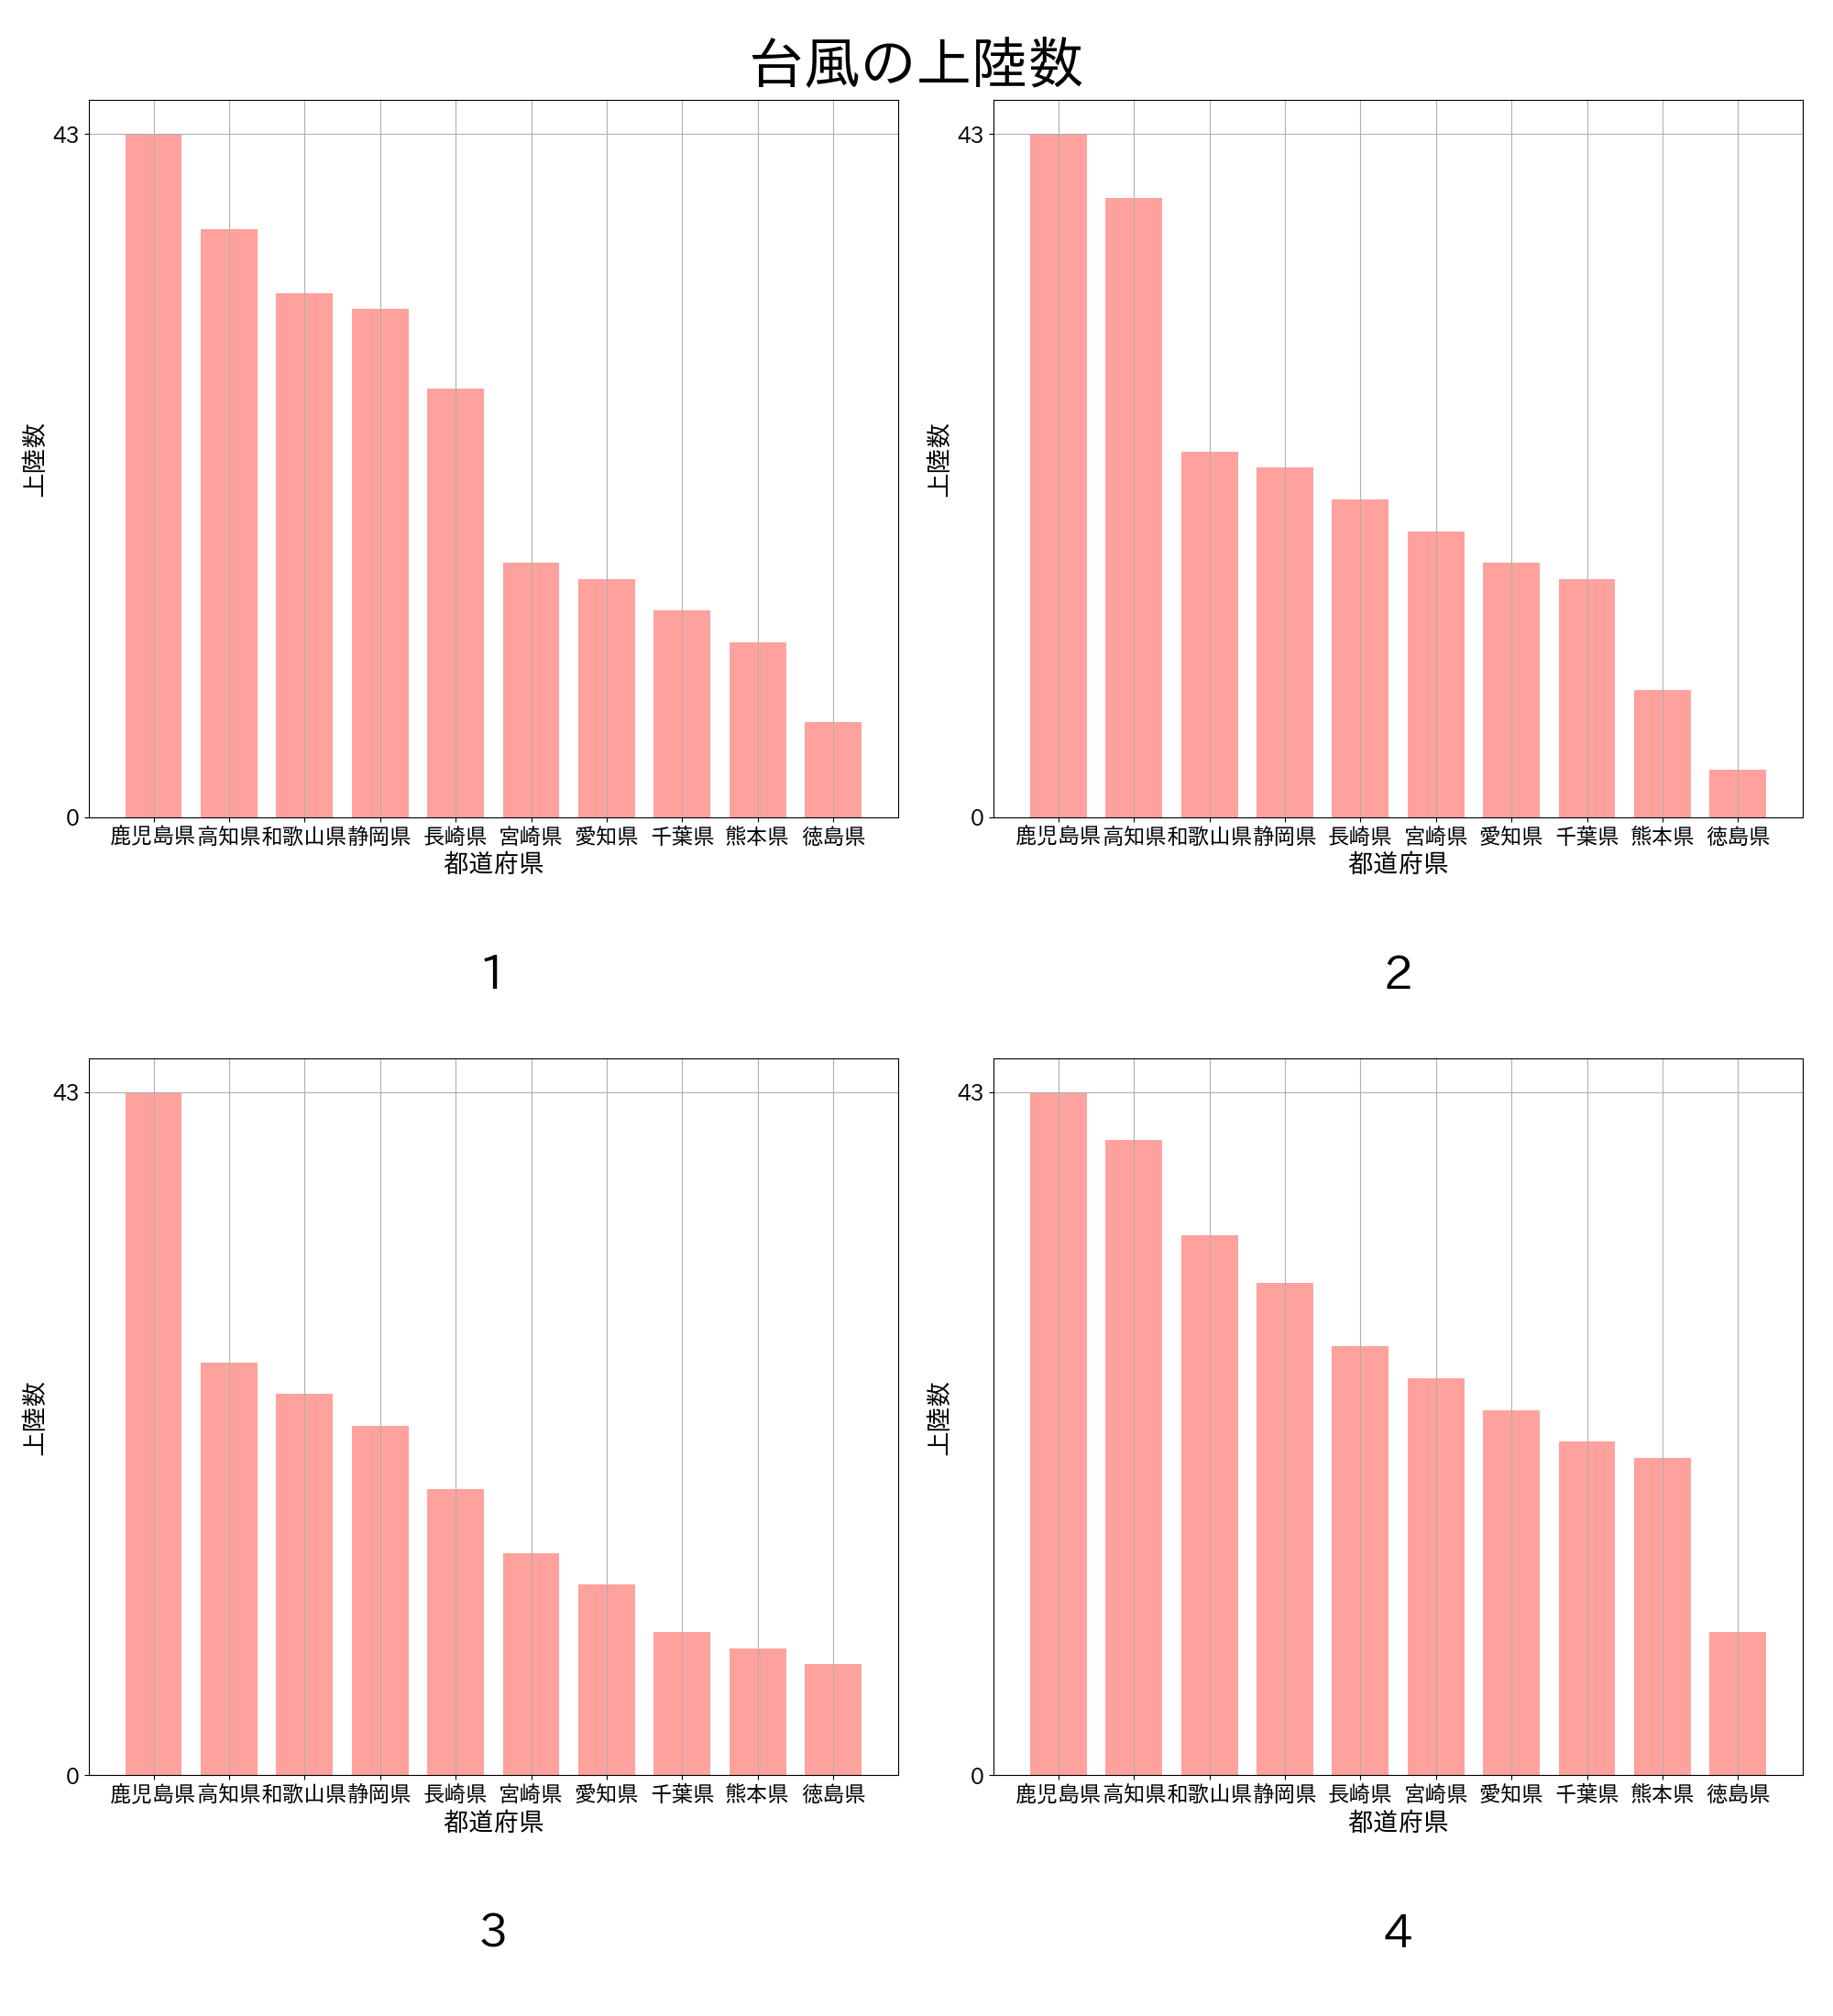 台風の上陸数
43
0
上陸数
鹿児島県 高知県 和歌山県 静岡県 長崎県 宮崎県 愛知県 千葉県 熊本県 徳島県
都道府県
1
43
0
上陸数
鹿児島県 高知県 和歌山県 静岡県 長崎県 宮崎県 愛知県 千葉県 熊本県 徳島県
都道府県
2
43
0
上陸数
鹿児島県 高知県 和歌山県 静岡県 長崎県 宮崎県 愛知県 千葉県 熊本県 徳島県
都道府県
3
43
0
上陸数
鹿児島県 高知県 和歌山県 静岡県 長崎県 宮崎県 愛知県 千葉県 熊本県 徳島県
都道府県
4